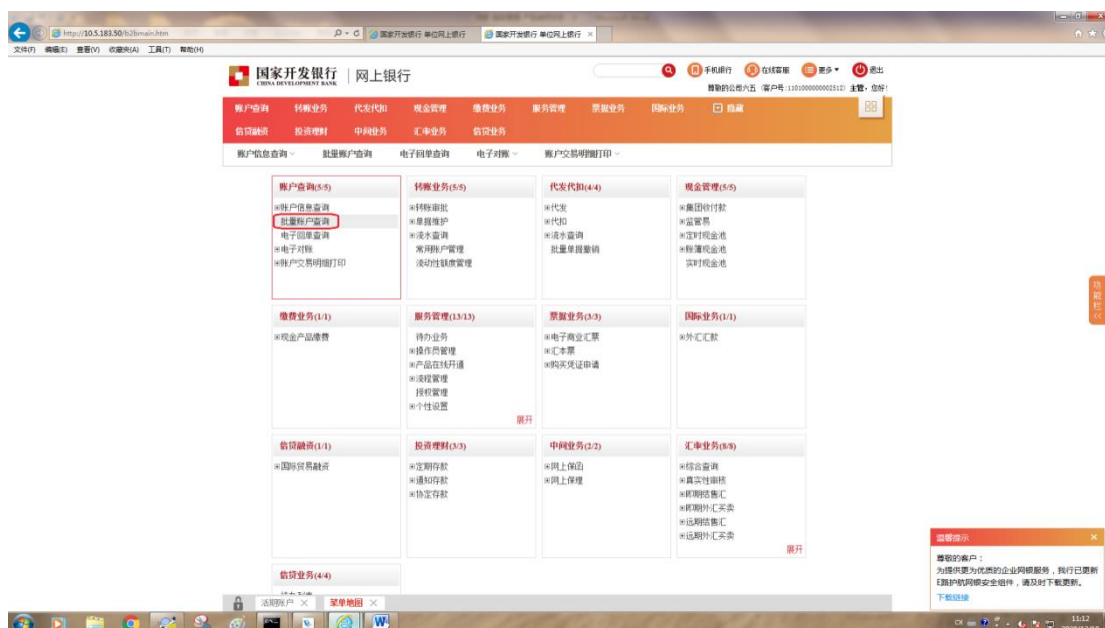 http://10.5.183.50/b2bmain.htm
国家开发银行 单位网上银行
国家开发银行 单位网上银行
文件(F) 编辑(E) 查看(V) 收藏夹(A) 工具(T) 帮助(H)
国家开发银行 网上银行
CHINA DEVELOPMENT BANK
手机银行 在线客服 更多 退出
尊敬的公司六五 (客户号:110100000002512) 主管，您好!
账户查询 转账业务 代发代扣 现金管理 缴费业务 服务管理 票据业务 国际业务 隐藏
信贷融资 投资理财 中间业务 汇率业务 信贷业务
账户信息查询 批量账户查询 电子回单查询 电子对账 账户交易明细打印
账户查询(5/5) 转账业务(5/5) 代发代扣(4/4) 现金管理(5/5)
账户信息查询 转账审批 代发 集团收付款
批量账户查询 单据维护 代扣 监管易
电子回单查询 流水查询 流水查询 定时现金池
电子对账 常用账户管理 批量单据撤销 账簿现金池
账户交易明细打印 流动性额度管理 实时现金池
功能栏<<
缴费业务(1/1) 服务管理(13/13) 票据业务(3/3) 国际业务(1/1)
现金产品缴费 待办业务 电子商业汇票 外汇汇款
操作员管理 汇本票
产品在线开通 购买凭证申请
流程管理
授权管理
个性设置
展开
信贷融资(1/1) 投资理财(3/3) 中间业务(2/2) 汇率业务(8/8)
国际贸易融资 定期存款 网上保函 综合查询
通知存款 网上保理 真实性审核
协定存款 即期结售汇
即期外汇买卖
远期结售汇
远期外汇买卖
展开
温馨提示
尊敬的客户：
为提供更为优质的企业网银服务，我行已更新
E路护航网银安全组件，请及时下载更新。
下载链接
信贷业务(4/4)
活期账户 菜单地图
11:12